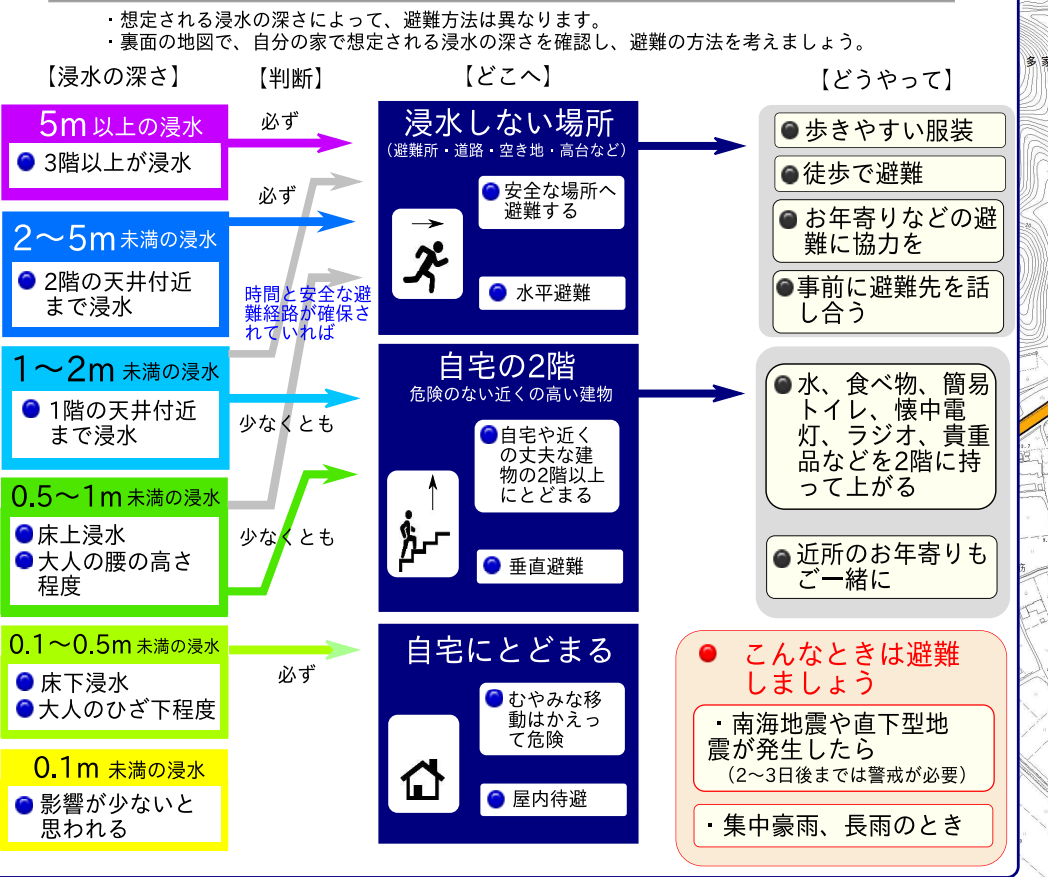 ・想定される浸水の深さによって、避難方法は異なります。
・裏面の地図で、自分の家で想定される浸水の深さを確認し、避難の方法を考えましょう。
【浸水の深さ】
【判断】
【どこへ】
【どうやって】
5m 以上の浸水
3階以上が浸水
必ず
2～5m 未満の浸水
2階の天井付近
まで浸水
必ず
時間と安全な避
難経路が確保さ
れていれば
1～2m 未満の浸水
1階の天井付近
まで浸水
少なくとも
0.5～1m 未満の浸水
床上浸水
大人の腰の高さ
程度
少なくとも
0.1～0.5m 未満の浸水
床下浸水
大人のひざ下程度
必ず
0.1m 未満の浸水
影響が少ないと
思われる
浸水しない場所
(避難所・道路・空き地・高台など)
安全な場所へ
避難する
水平避難
自宅の2階
危険のない近くの高い建物
自宅や近く
の丈夫な建
物の2階以上
にとどまる
垂直避難
自宅にとどまる
むやみな移
動はかえっ
て危険
屋内待避
歩きやすい服装
徒歩で避難
お年寄りなどの避
難に協力を
事前に避難先を話
し合う
水、食べ物、簡易
トイレ、懐中電
灯、ラジオ、貴重
品などを2階に持
って上がる
近所のお年寄りも
ご一緒に
こんなときは避難
しましょう
・南海地震や直下型地
震が発生したら
（2～3日後までは警戒が必要）
・集中豪雨、長雨のとき
多